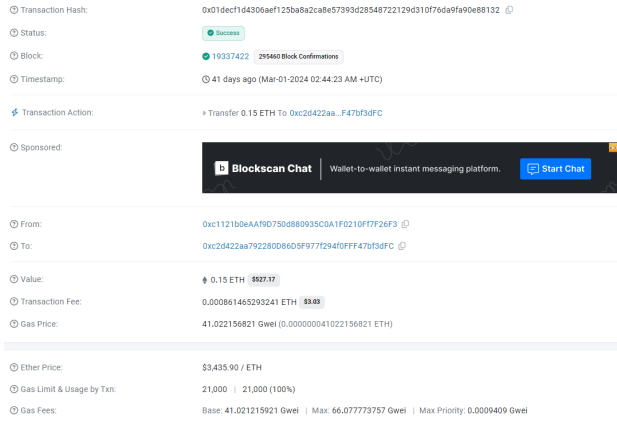 Transaction Hash: 0x01decf1d4306aef125ba8a2ca8e57393d28548722129d310f76da9fa90e88132
Status: Success
Block: 19337422 295460 Block Confirmations
Timestamp: 41 days ago (Mar-01-2024 02:44:23 AM +UTC)
Transaction Action: Transfer 0.15 ETH To 0xc2d422aa...F47bf3dFC
Sponsored:
b Blockscan Chat Wallet-to-wallet instant messaging platform. Start Chat
From: 0xc1121b0eAAf9D750d880935C0A1F0210Ff7F26F3
To: 0xc2d422aa792280D86D5F977f294f0FFF47bf3dFC
Value: 0.15 ETH $527.17
Transaction Fee: 0.000861465293241 ETH $3.03
Gas Price: 41.022156821 Gwei (0.000000041022156821 ETH)
Ether Price: $3,435.90 / ETH
Gas Limit & Usage by Txn: 21,000 | 21,000 (100%)
Gas Fees: Base: 41.021215921 Gwei | Max: 66.077773757 Gwei | Max Priority: 0.0009409 Gwei